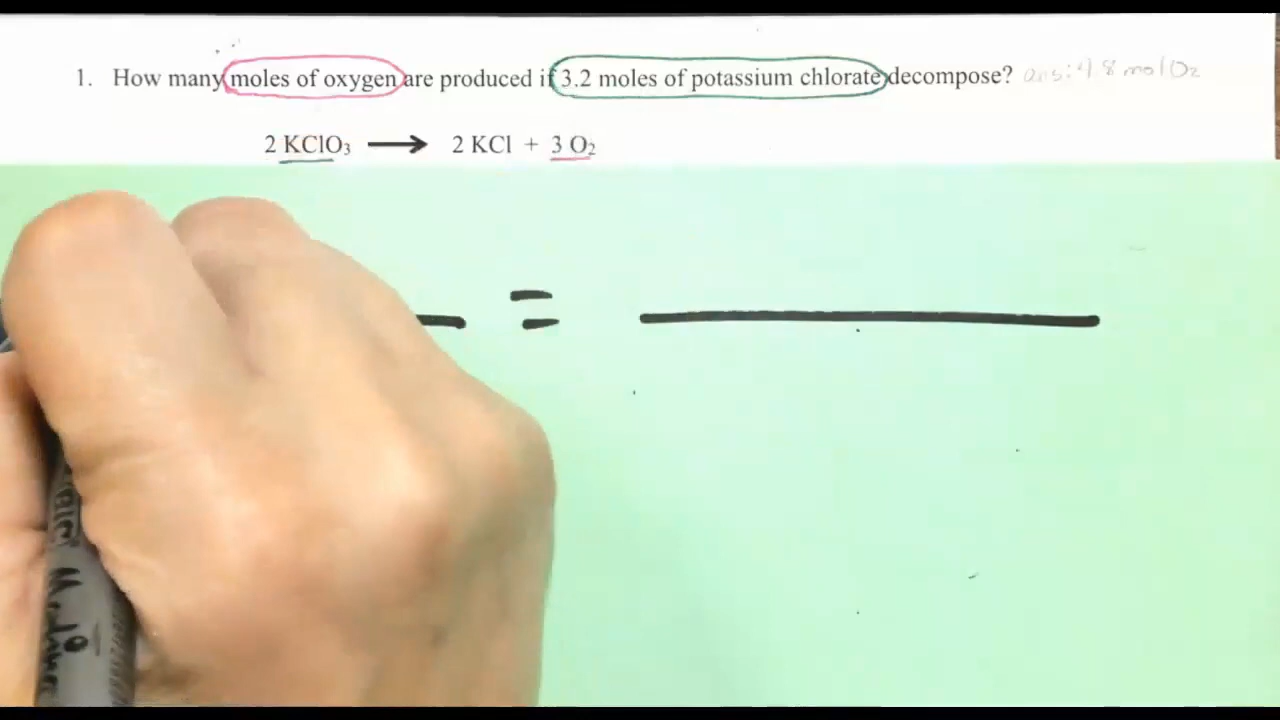 1. How many moles of oxygen are produced if 3.2 moles of potassium chlorate decompose? ans: 4.8 mol O₂
2 KClO₃ → 2 KCl + 3 O₂
=